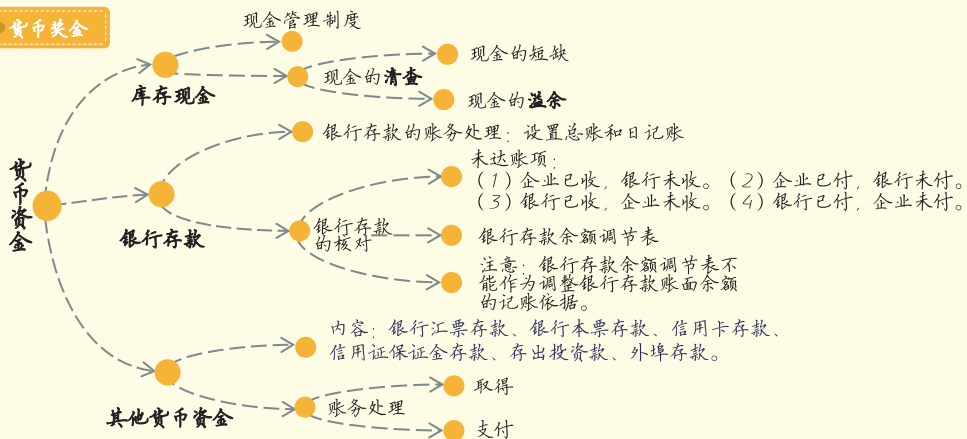 货币奖金
现金管理制度
现金的短缺
现金的清查
库存现金
现金的溢余
银行存款的账务处理：设置总账和日记账
未达账项：
（1）企业已收，银行未收。（2）企业已付，银行未付。
（3）银行已收，企业未收。（4）银行已付，企业未付。
货币资金
银行存款
银行存款
的核对
银行存款余额调节表
注意：银行存款余额调节表不
能作为调整银行存款账面余额
的记账依据。
内容：银行汇票存款、银行本票存款、信用卡存款、
信用证保证金存款、存出投资款、外埠存款。
其他货币资金
账务处理
取得
支付